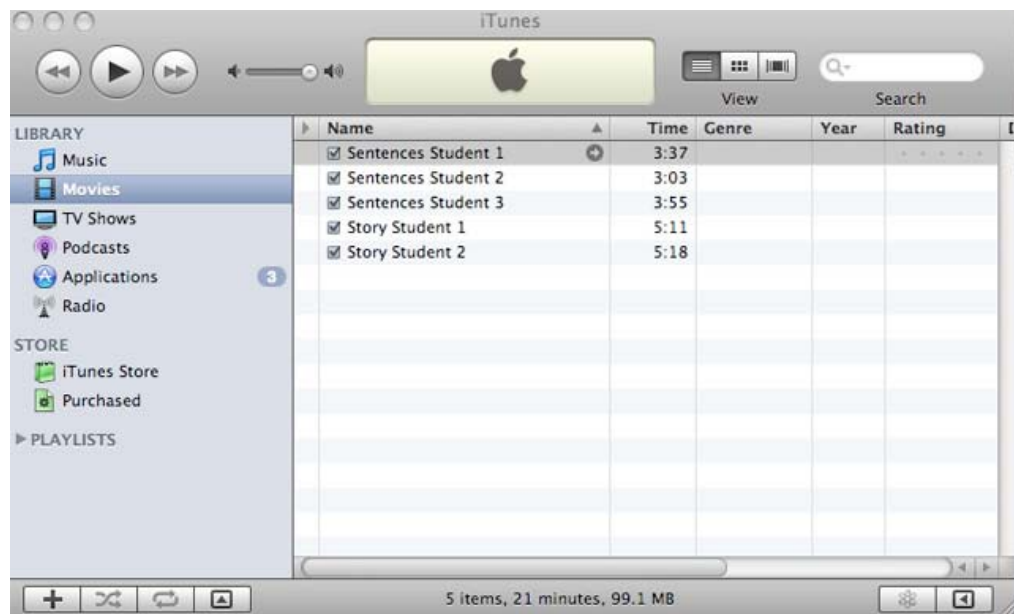 iTunes
View
Search
LIBRARY
Music
Movies
TV Shows
Podcasts
Applications 3
Radio
STORE
iTunes Store
Purchased
PLAYLISTS
Name Time Genre Year Rating
Sentences Student 1 3:37
Sentences Student 2 3:03
Sentences Student 3 3:55
Story Student 1 5:11
Story Student 2 5:18
5 items, 21 minutes, 99.1 MB